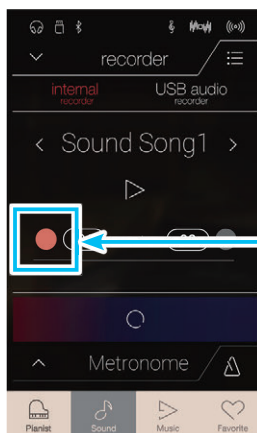 recorder
internal USB audio
recorder recorder
Sound Song1
Metronome
Pianist Sound Music Favorite